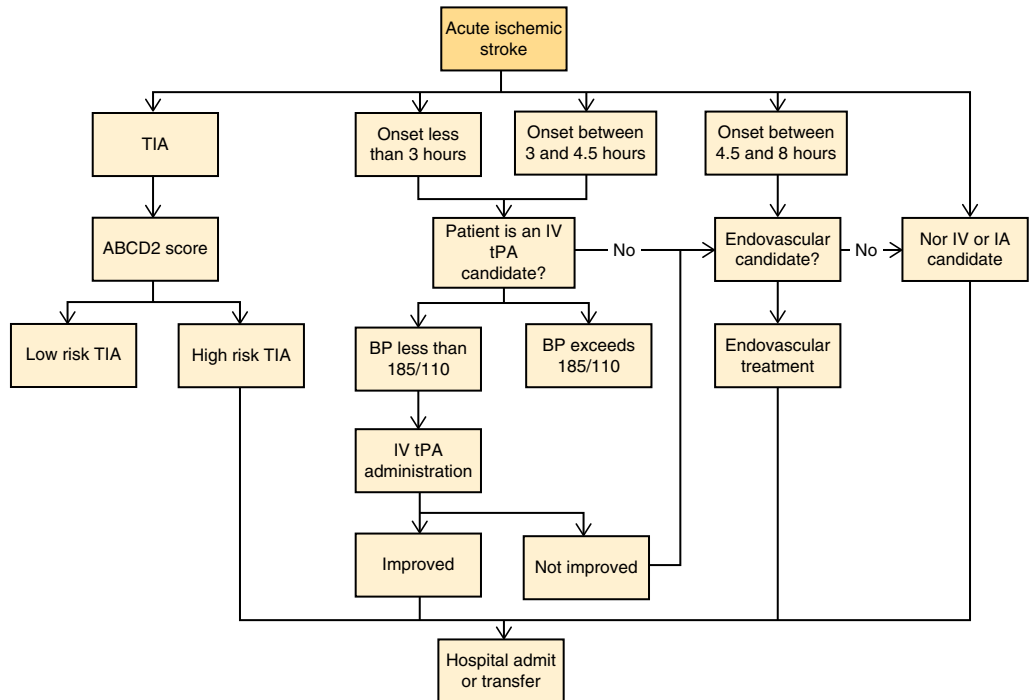 Acute ischemic
stroke
TIA
Onset less
than 3 hours
Onset between
3 and 4.5 hours
Onset between
4.5 and 8 hours
ABCD2 score
Patient is an IV
tPA
candidate?
No
Endovascular
candidate?
No
Nor IV or IA
candidate
Low risk TIA
High risk TIA
BP less than
185/110
BP exceeds
185/110
Endovascular
treatment
IV tPA
administration
Improved
Not improved
Hospital admit
or transfer